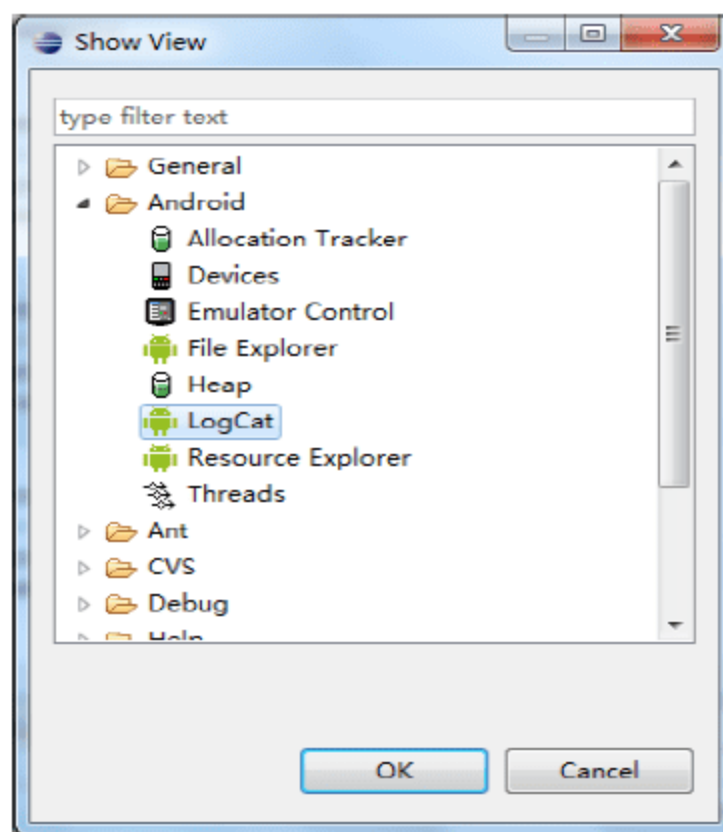 Show View
type filter text
General
Android
Allocation Tracker
Devices
Emulator Control
File Explorer
Heap
LogCat
Resource Explorer
Threads
Ant
CVS
Debug
Help
OK
Cancel